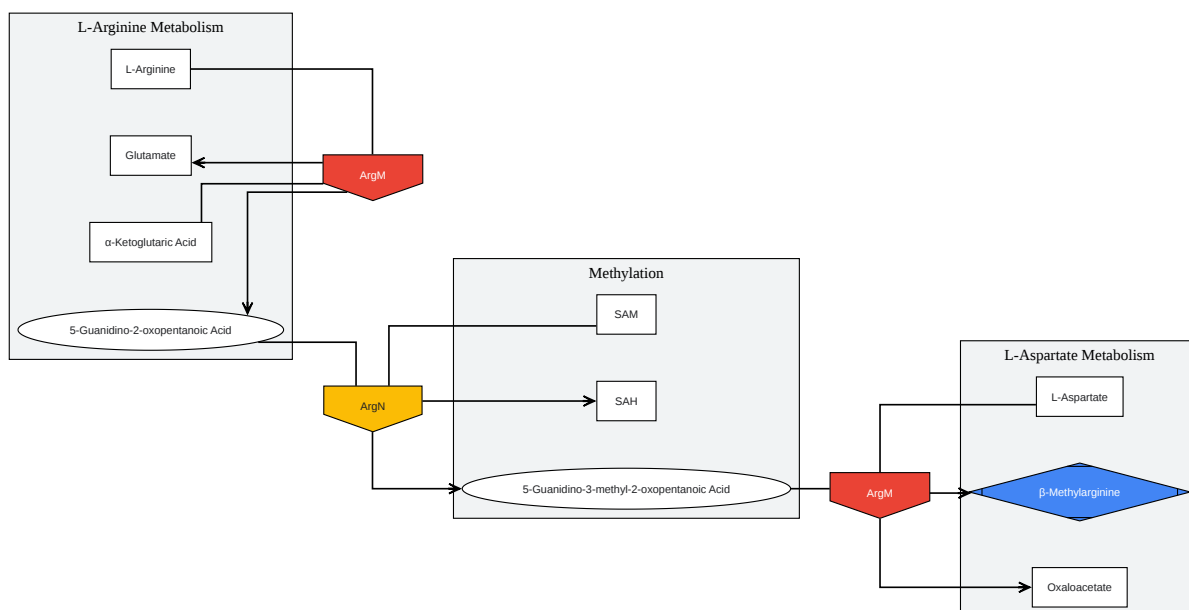 L-Arginine Metabolism
L-Arginine
Glutamate
ArgM
α-Ketoglutaric Acid
5-Guanidino-2-oxopentanoic Acid
Methylation
SAM
ArgN
SAH
5-Guanidino-3-methyl-2-oxopentanoic Acid
L-Aspartate Metabolism
L-Aspartate
ArgM
β-Methylarginine
Oxaloacetate